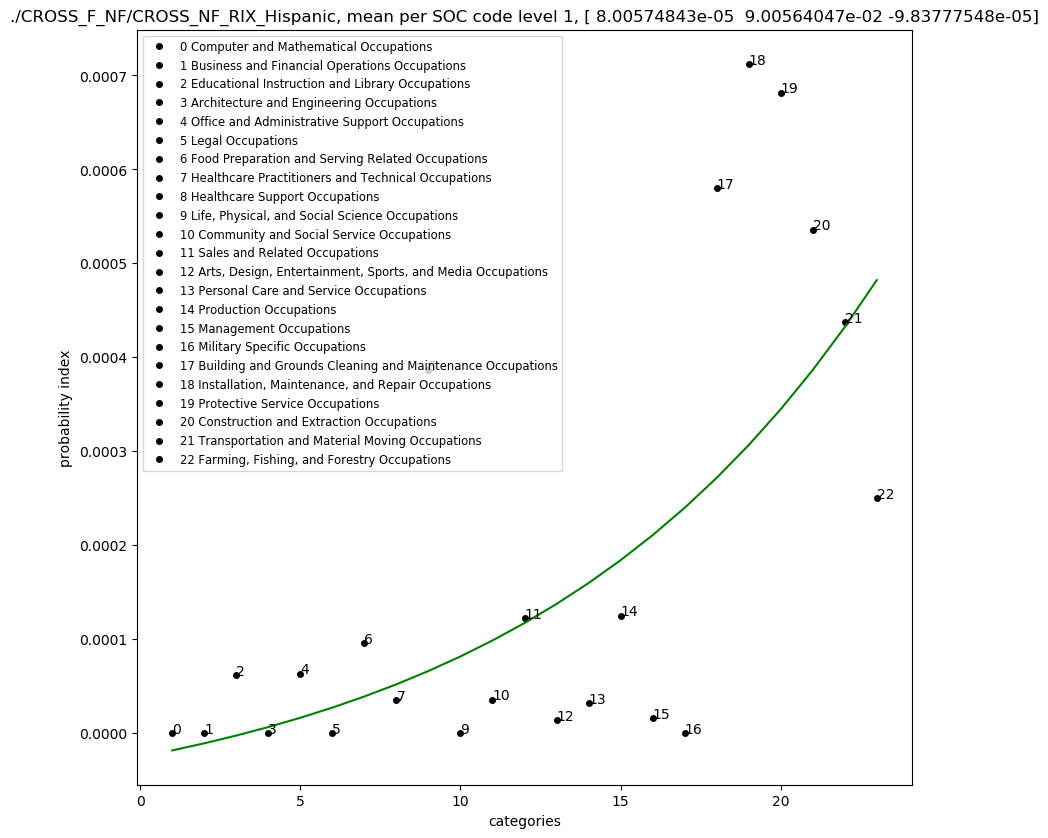 ./CROSS_F_NF/CROSS_NF_RIX_Hispanic, mean per SOC code level 1, [ 8.00574843e-05  9.00564047e-02 -9.83777548e-05]
0 Computer and Mathematical Occupations
1 Business and Financial Operations Occupations
2 Educational Instruction and Library Occupations
3 Architecture and Engineering Occupations
4 Office and Administrative Support Occupations
5 Legal Occupations
6 Food Preparation and Serving Related Occupations
7 Healthcare Practitioners and Technical Occupations
8 Healthcare Support Occupations
9 Life, Physical, and Social Science Occupations
10 Community and Social Service Occupations
11 Sales and Related Occupations
12 Arts, Design, Entertainment, Sports, and Media Occupations
13 Personal Care and Service Occupations
14 Production Occupations
15 Management Occupations
16 Military Specific Occupations
17 Building and Grounds Cleaning and Maintenance Occupations
18 Installation, Maintenance, and Repair Occupations
19 Protective Service Occupations
20 Construction and Extraction Occupations
21 Transportation and Material Moving Occupations
22 Farming, Fishing, and Forestry Occupations
probability index
0.0007
0.0006
0.0005
0.0004
0.0003
0.0002
0.0001
0.0000
0
1
2
3
4
5
6
7
9
10
11
12
13
14
15
16
17
18
19
20
21
22
0
5
10
15
20
categories